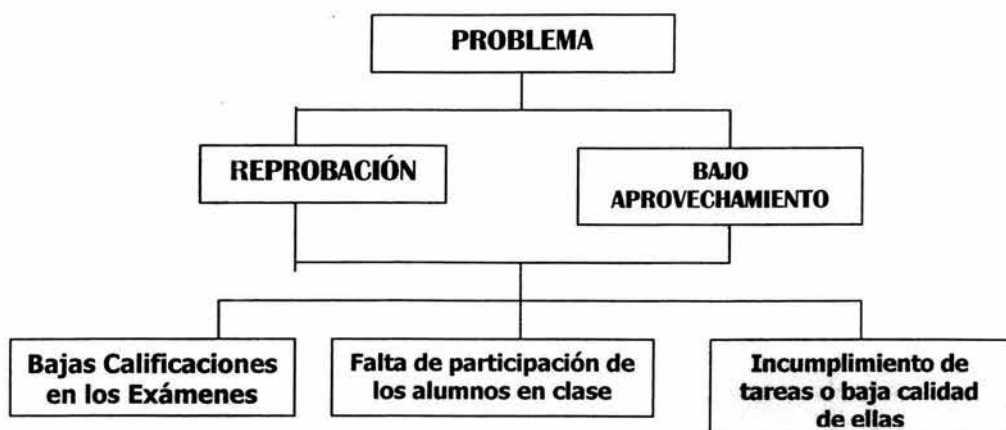 PROBLEMA
REPROBACIÓN
BAJO
APROVECHAMIENTO
Bajas Calificaciones
en los Exámenes
Falta de participación de
los alumnos en clase
Incumplimiento de
tareas o baja calidad
de ellas